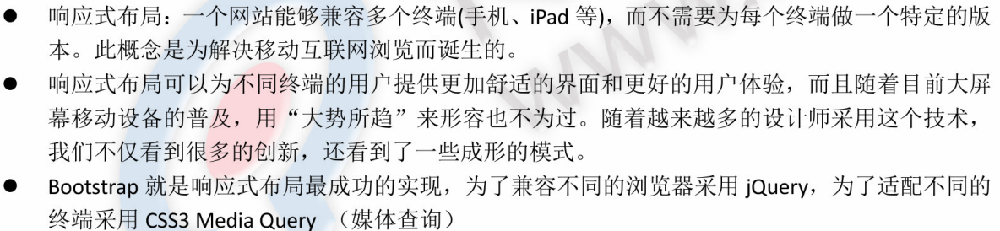 ● 响应式布局：一个网站能够兼容多个终端(手机、iPad 等)，而不需要为每个终端做一个特定的版
本。此概念是为解决移动互联网浏览而诞生的。
● 响应式布局可以为不同终端的用户提供更加舒适的界面和更好的用户体验，而且随着目前大屏
幕移动设备的普及，用“大势所趋”来形容也不为过。随着越来越多的设计师采用这个技术，
我们不仅看到很多的创新，还看到了一些成形的模式。
● Bootstrap 就是响应式布局最成功的实现，为了兼容不同的浏览器采用 jQuery，为了适配不同的
终端采用 CSS3 Media Query （媒体查询）